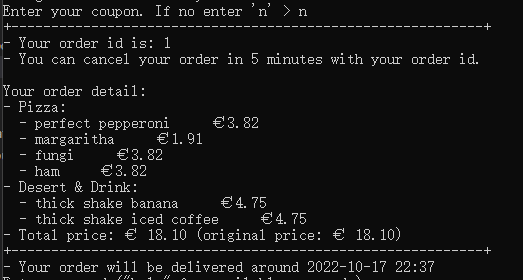 Enter your coupon. If no enter 'n' > n
+----------------------------------------------------------+
- Your order id is: 1
- You can cancel your order in 5 minutes with your order id.

Your order detail:
- Pizza:
  - perfect pepperoni     €3.82
  - margaritha     €1.91
  - fungi     €3.82
  - ham     €3.82
- Desert & Drink:
  - thick shake banana     €4.75
  - thick shake iced coffee     €4.75
- Total price: € 18.10 (original price: € 18.10)
+----------------------------------------------------------+
- Your order will be delivered around 2022-10-17 22:37